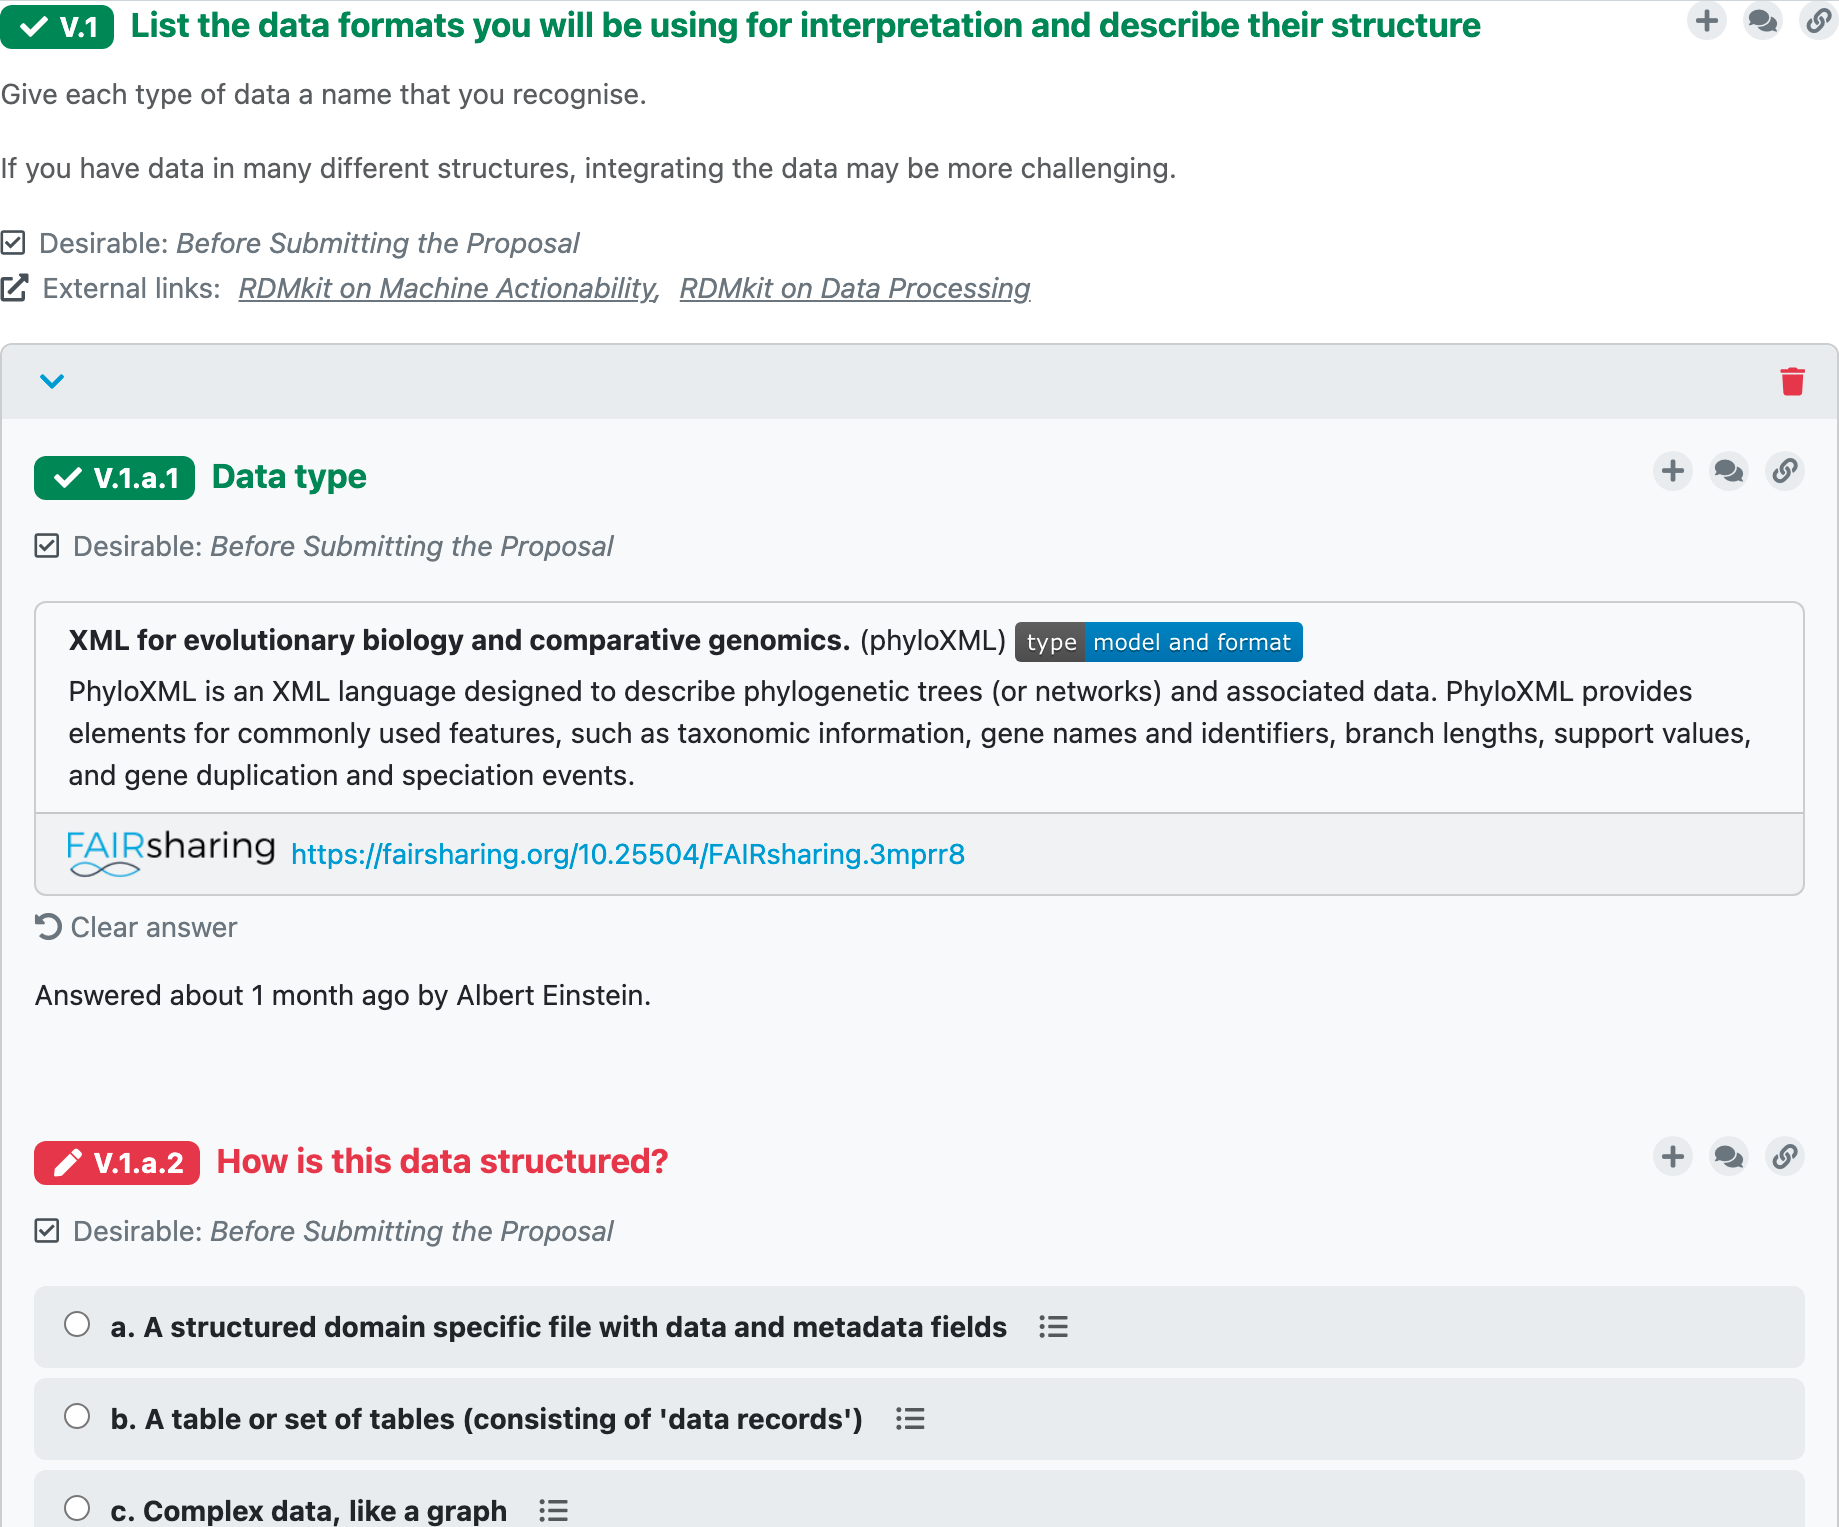 V.1 List the data formats you will be using for interpretation and describe their structure
Give each type of data a name that you recognise.
If you have data in many different structures, integrating the data may be more challenging.
Desirable: Before Submitting the Proposal
External links: RDMkit on Machine Actionability, RDMkit on Data Processing
V.1.a.1 Data type
Desirable: Before Submitting the Proposal
XML for evolutionary biology and comparative genomics. (phyloXML) type model and format
PhyloXML is an XML language designed to describe phylogenetic trees (or networks) and associated data. PhyloXML provides
elements for commonly used features, such as taxonomic information, gene names and identifiers, branch lengths, support values,
and gene duplication and speciation events.
FAIRsharing https://fairsharing.org/10.25504/FAIRsharing.3mprr8
Clear answer
Answered about 1 month ago by Albert Einstein.
V.1.a.2 How is this data structured?
Desirable: Before Submitting the Proposal
a. A structured domain specific file with data and metadata fields
b. A table or set of tables (consisting of 'data records')
c. Complex data, like a graph